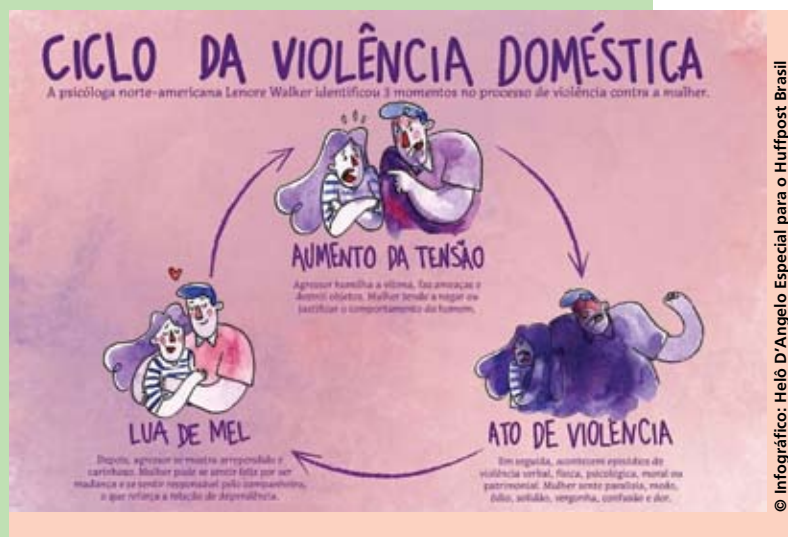 CICLO DA VIOLÊNCIA DOMÉSTICA
A psicóloga norte-americana Lenore Walker identificou 3 momentos no processo de violência contra a mulher.
AUMENTO DA TENSÃO
Agressor humilha a vítima, faz ameaças e
destrói objetos. Mulher tende a negar ou
justificar o comportamento do homem.
ATO DE VIOLÊNCIA
Em seguida, acontecem episódios de
violência verbal, física, psicológica, moral ou
patrimonial. Mulher sente paralisia, medo,
ódio, solidão, vergonha, confusão e dor.
LUA DE MEL
Depois, agressor se mostra arrependido e
carinhoso. Mulher pode se sentir feliz por ser
mudança e se sentir responsável pelo companheiro,
o que reforça a relação de dependência.
© Infográfico: Helô D'Angelo Especial para o Huffpost Brasil